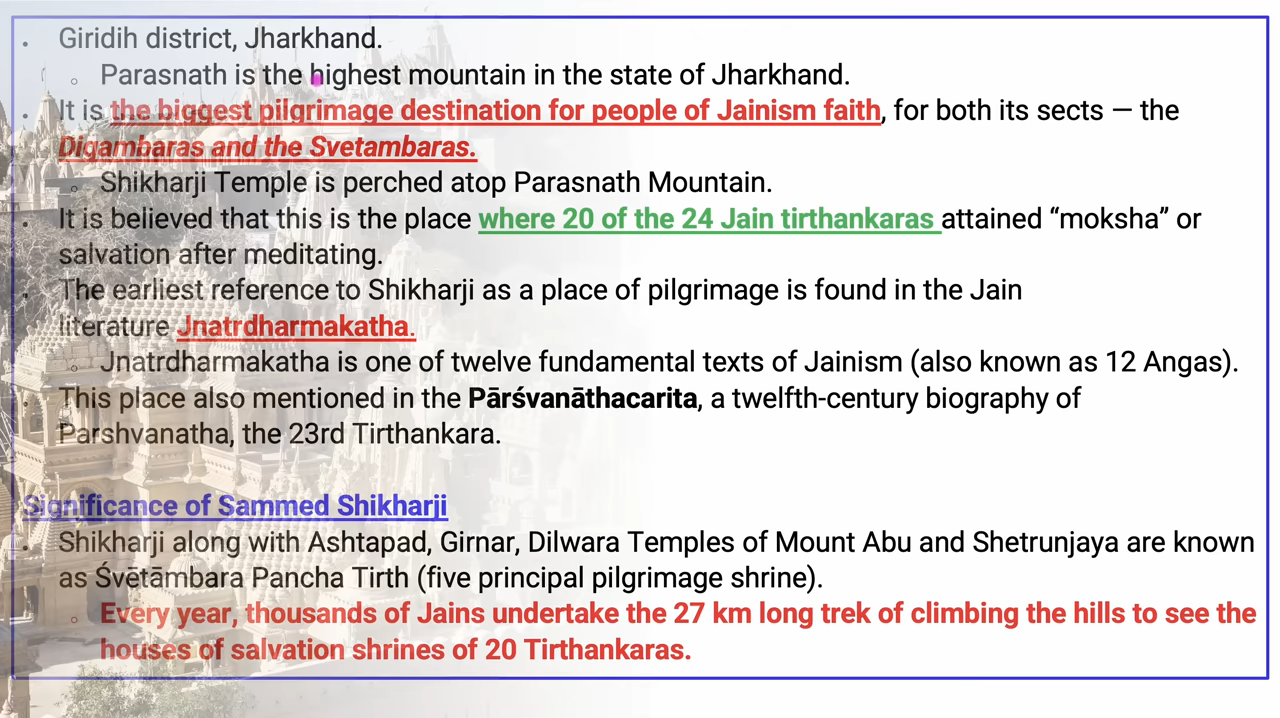 • Giridih district, Jharkhand.
○ Parasnath is the highest mountain in the state of Jharkhand.
• It is the biggest pilgrimage destination for people of Jainism faith, for both its sects — the
Digambaras and the Svetambaras.
○ Shikharji Temple is perched atop Parasnath Mountain.
• It is believed that this is the place where 20 of the 24 Jain tirthankaras attained “moksha” or
salvation after meditating.
• The earliest reference to Shikharji as a place of pilgrimage is found in the Jain
literature Jnatrdharmakatha.
○ Jnatrdharmakatha is one of twelve fundamental texts of Jainism (also known as 12 Angas).
• This place also mentioned in the Pārśvanāthacarita, a twelfth-century biography of
Parshvanatha, the 23rd Tirthankara.
Significance of Sammed Shikharji
• Shikharji along with Ashtapad, Girnar, Dilwara Temples of Mount Abu and Shetrunjaya are known
as Śvētāmbara Pancha Tirth (five principal pilgrimage shrine).
○ Every year, thousands of Jains undertake the 27 km long trek of climbing the hills to see the
houses of salvation shrines of 20 Tirthankaras.